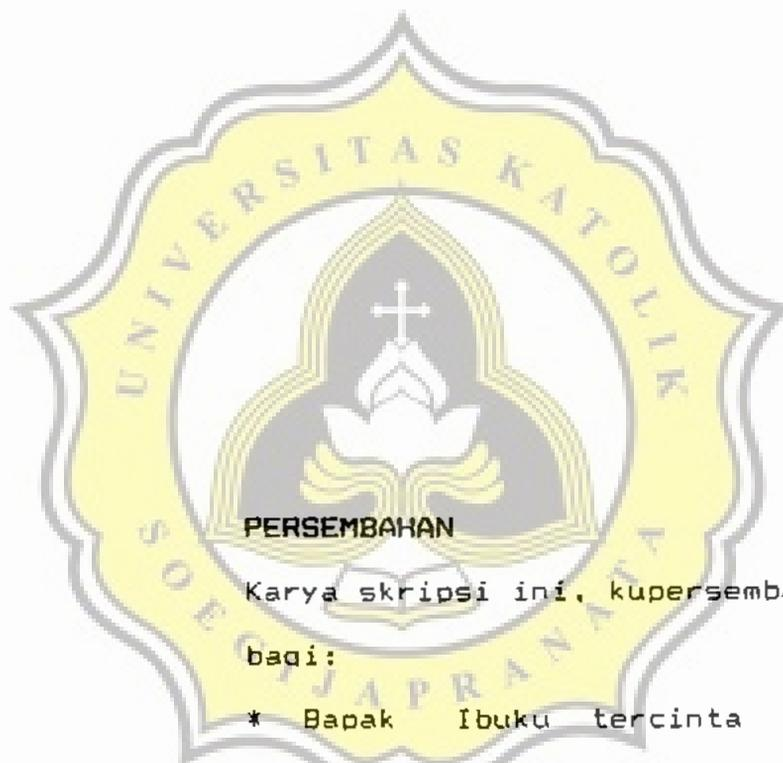 UNIVERSITAS KATOLIK
SOEGIJAPRANATA
PERSEMBAHAN
Karya skripsi ini, kupersemb
bagi:
* Bapak Ibuku tercinta